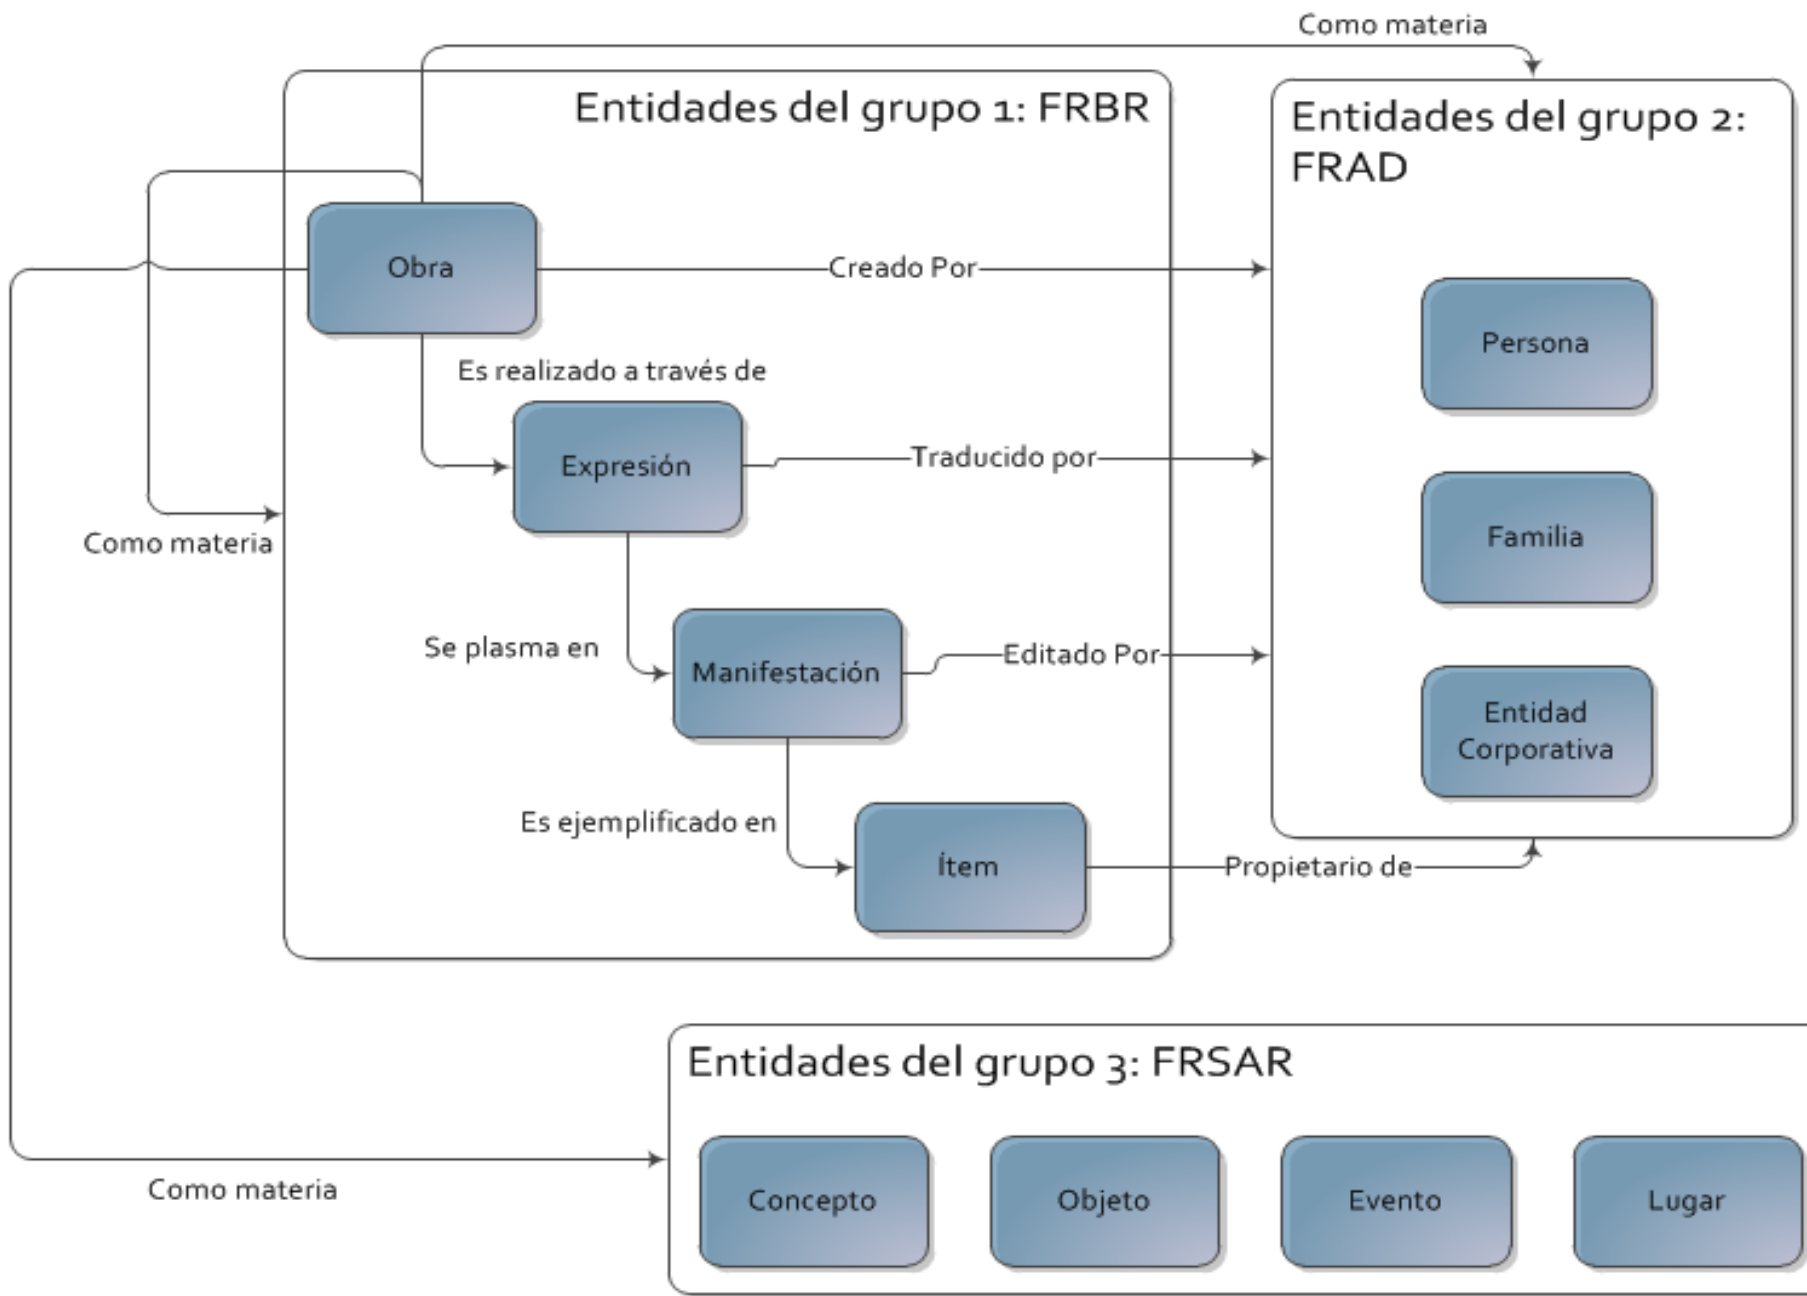 Como materia
Entidades del grupo 1: FRBR
Entidades del grupo 2:
FRAD
Obra
Creado Por
Persona
Es realizado a través de
Expresión
Traducido por
Familia
Como materia
Se plasma en
Manifestación
Editado Por
Entidad
Corporativa
Es ejemplificado en
Ítem
Propietario de
Entidades del grupo 3: FRSAR
Como materia
Concepto
Objeto
Evento
Lugar